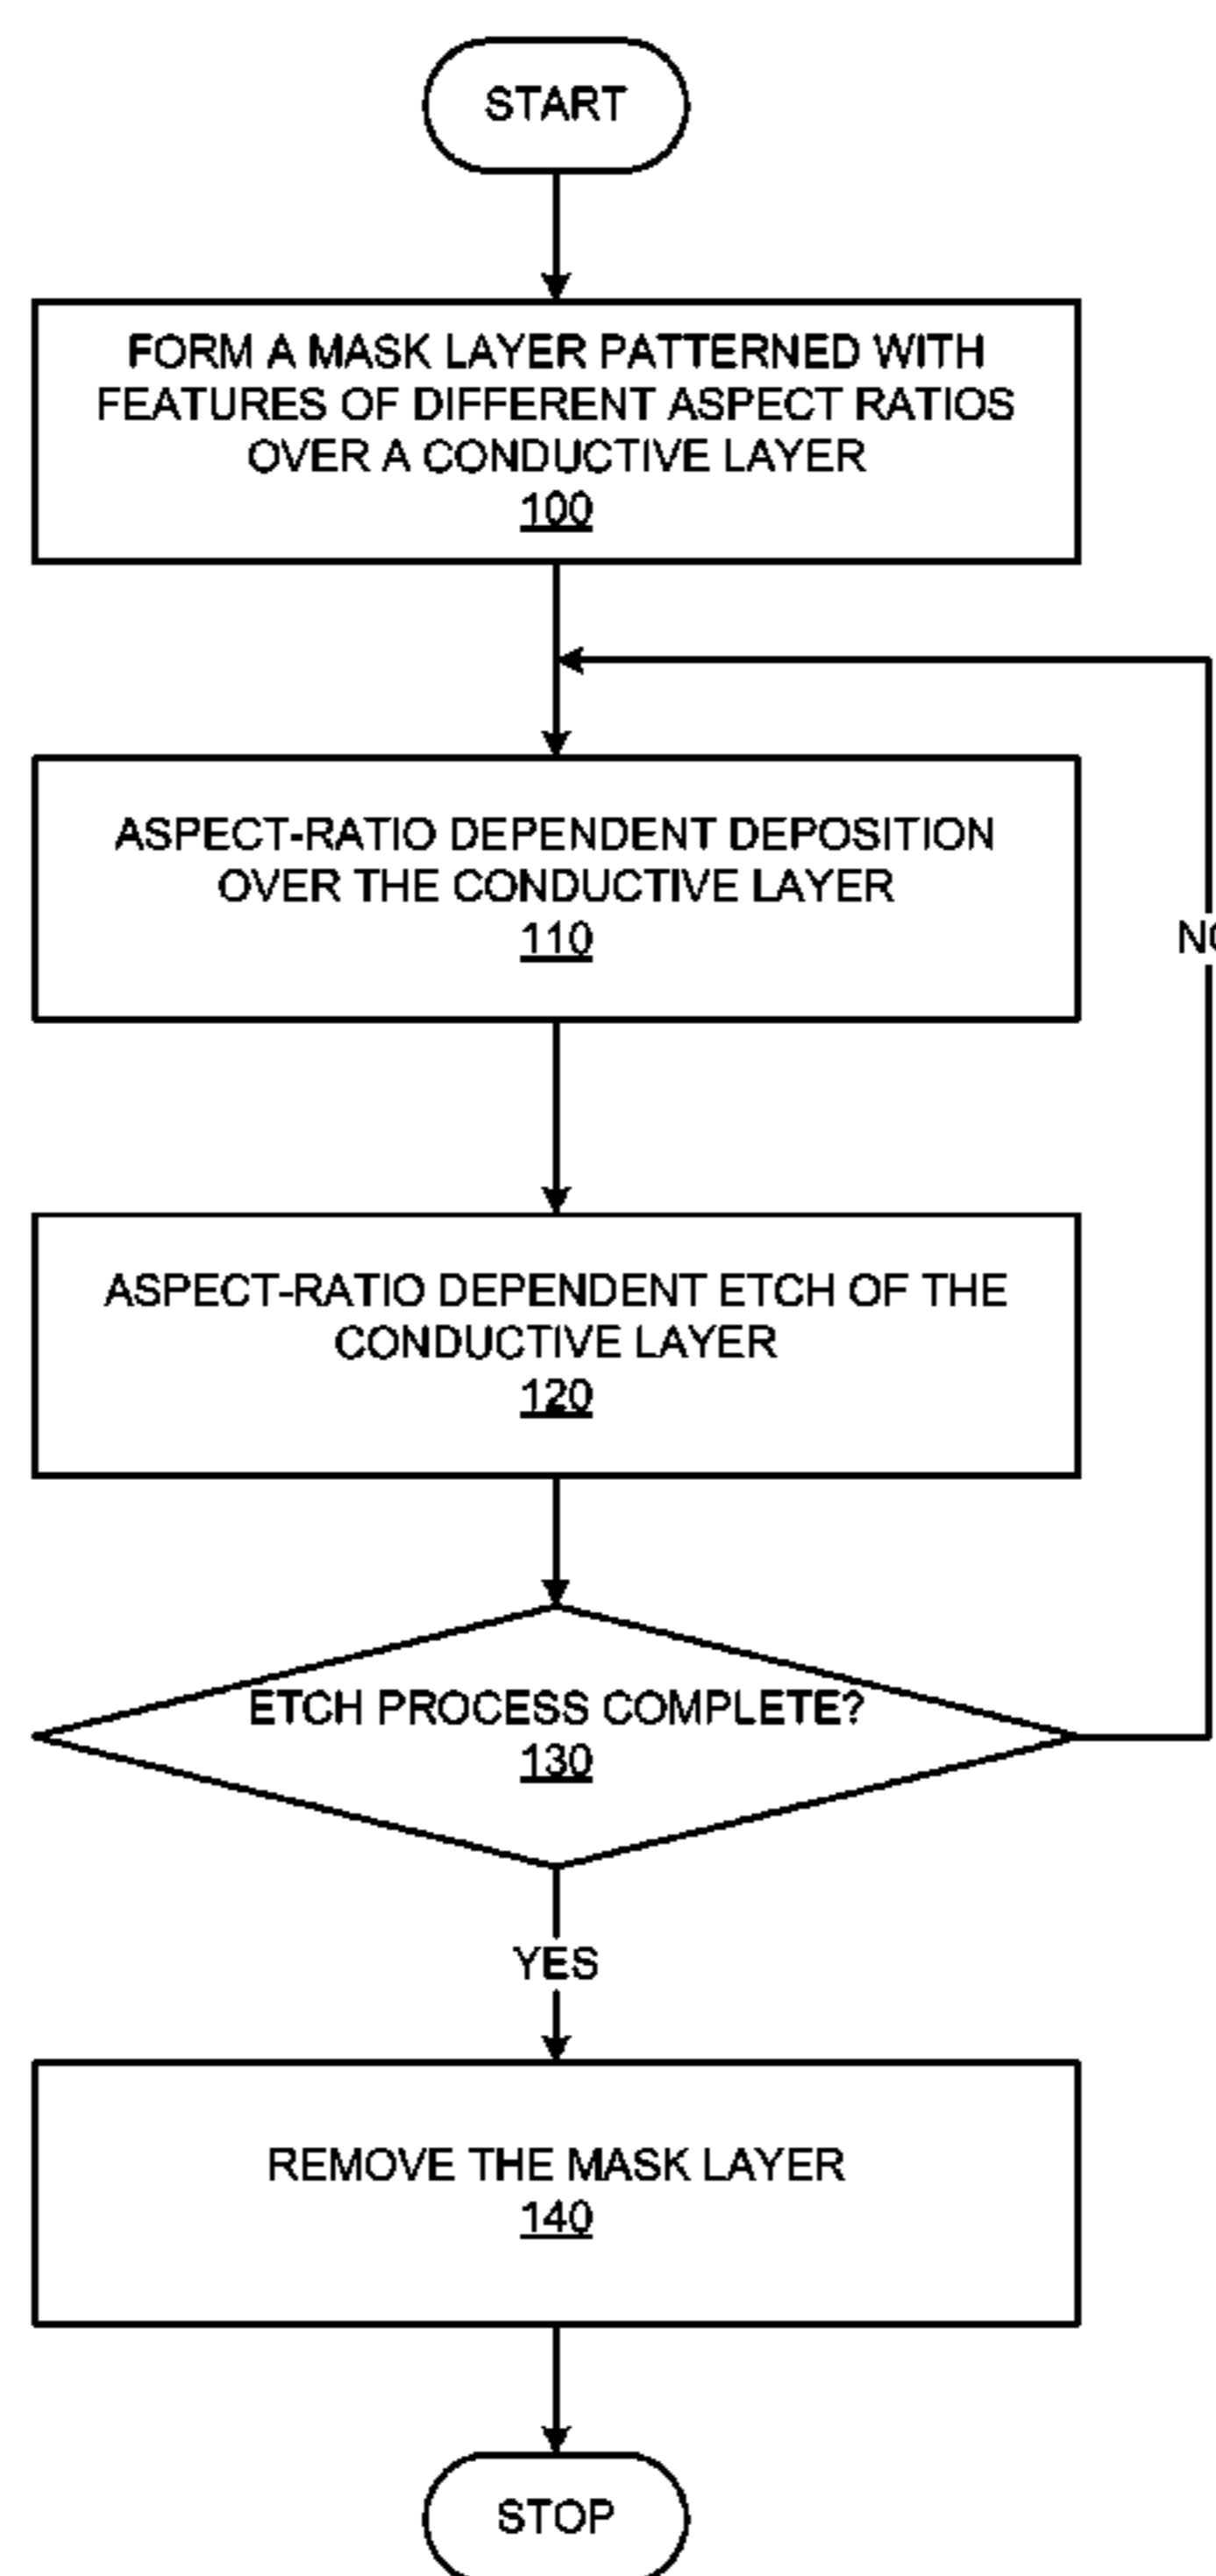 START
FORM A MASK LAYER PATTERNED WITH
FEATURES OF DIFFERENT ASPECT RATIOS
OVER A CONDUCTIVE LAYER
100
ASPECT-RATIO DEPENDENT DEPOSITION
OVER THE CONDUCTIVE LAYER
110
NO
ASPECT-RATIO DEPENDENT ETCH OF THE
CONDUCTIVE LAYER
120
ETCH PROCESS COMPLETE?
130
YES
REMOVE THE MASK LAYER
140
STOP